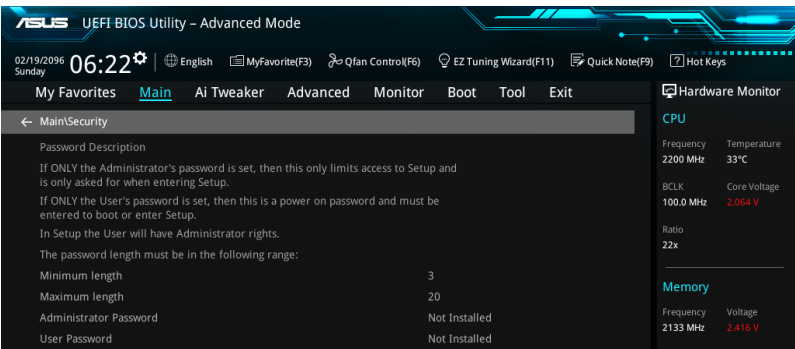 ASUS UEFI BIOS Utility – Advanced Mode
02/19/2096
Sunday
06:22
English
MyFavorite(F3)
Qfan Control(F6)
EZ Tuning Wizard(F11)
Quick Note(F9)
? Hot Keys
My Favorites Main Ai Tweaker Advanced Monitor Boot Tool Exit
← Main\Security
Password Description
If ONLY the Administrator's password is set, then this only limits access to Setup and
is only asked for when entering Setup.
If ONLY the User's password is set, then this is a power on password and must be
entered to boot or enter Setup.
In Setup the User will have Administrator rights.
The password length must be in the following range:
Minimum length 3
Maximum length 20
Administrator Password Not Installed
User Password Not Installed
Hardware Monitor
CPU
Frequency Temperature
2200 MHz 33°C
BCLK Core Voltage
100.0 MHz 2.064 V
Ratio
22x
Memory
Frequency Voltage
2133 MHz 2.416 V